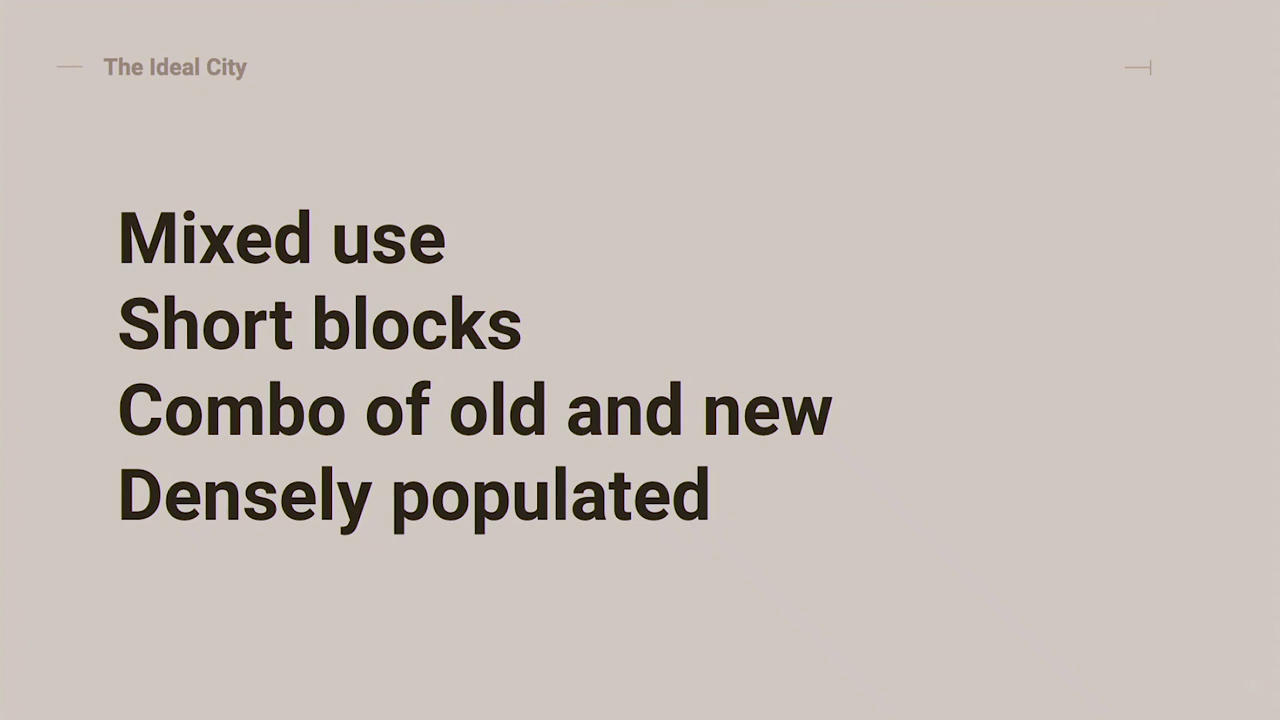 The Ideal City
Mixed use
Short blocks
Combo of old and new
Densely populated